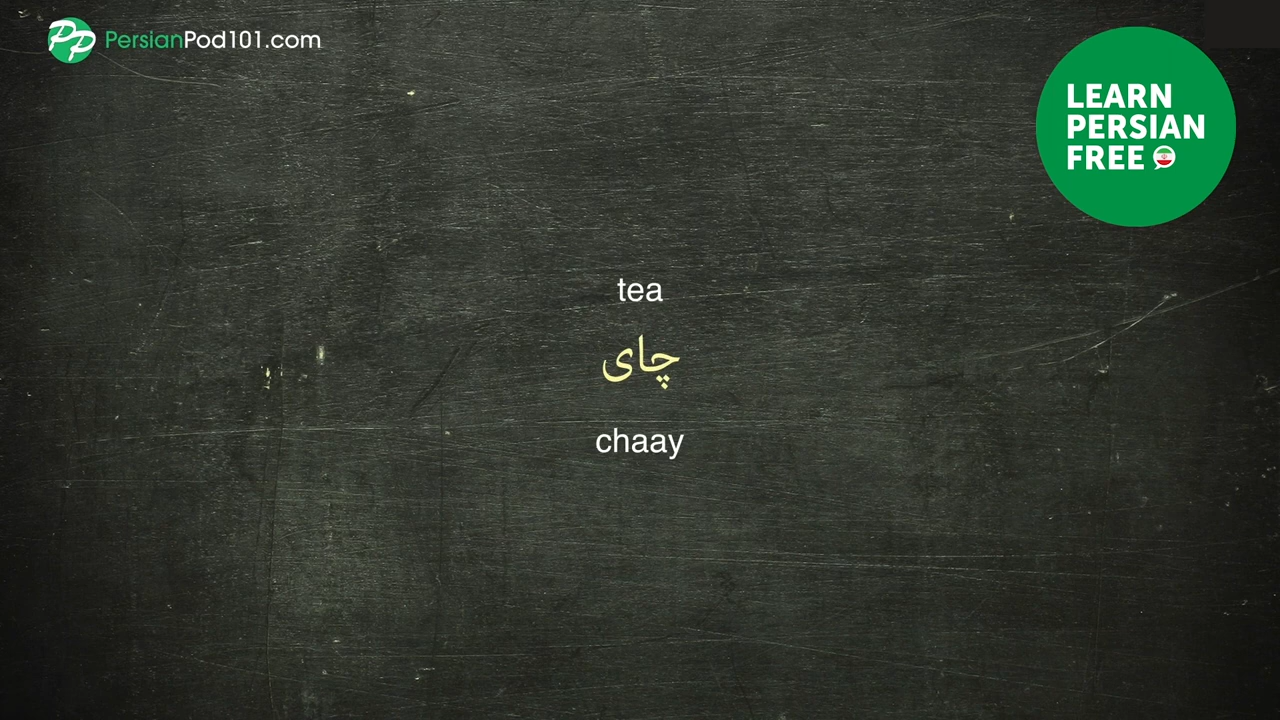 PersianPod101.com
LEARN
PERSIAN
FREE
tea
چای
chaay